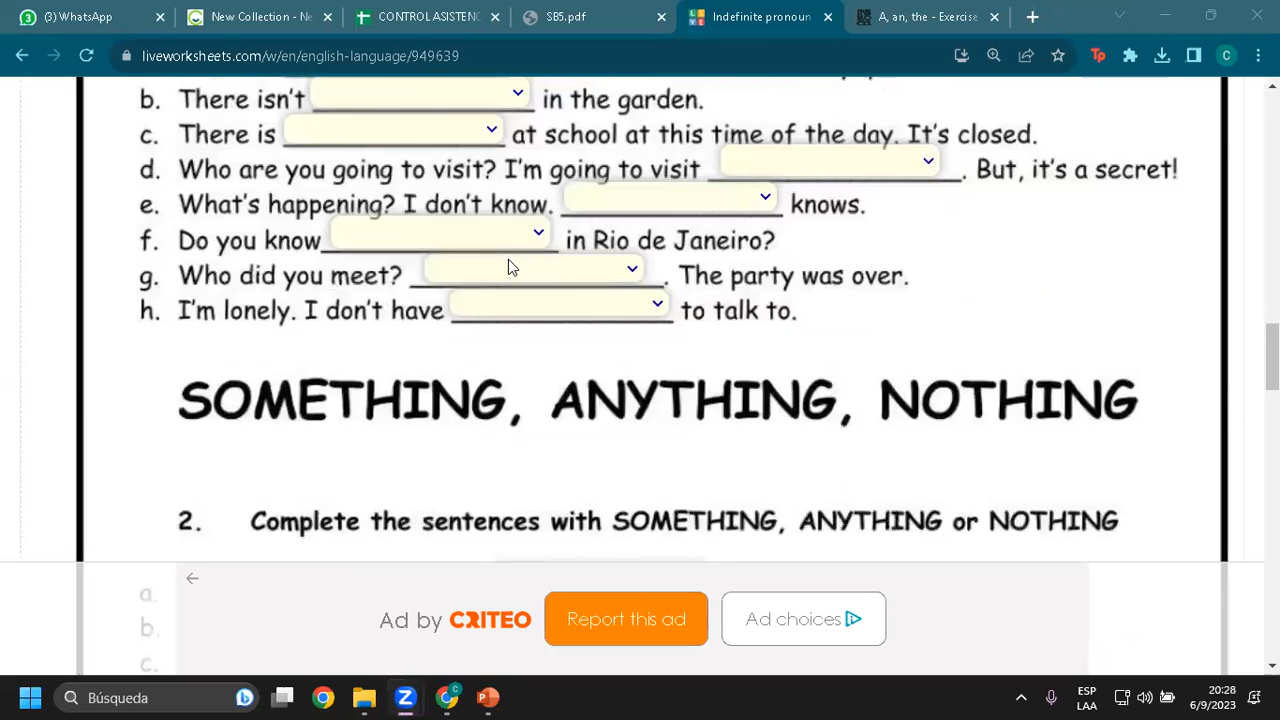 (3) WhatsApp
New Collection - Ne
CONTROL ASISTENC
SB5.pdf
Indefinite pronoun
A, an, the - Exercise
liveworksheets.com/w/en/english-language/949639
Tp
C
b. There isn't in the garden.
c. There is at school at this time of the day. It's closed.
d. Who are you going to visit? I'm going to visit . But, it's a secret!
e. What's happening? I don't know. knows.
f. Do you know in Rio de Janeiro?
g. Who did you meet? . The party was over.
h. I'm lonely. I don't have to talk to.
SOMETHING, ANYTHING, NOTHING
2. Complete the sentences with SOMETHING, ANYTHING or NOTHING
a.
b.
c.
Ad by CRITEO
Report this ad
Ad choices
Búsqueda
ESP
LAA
20:28
6/9/2023